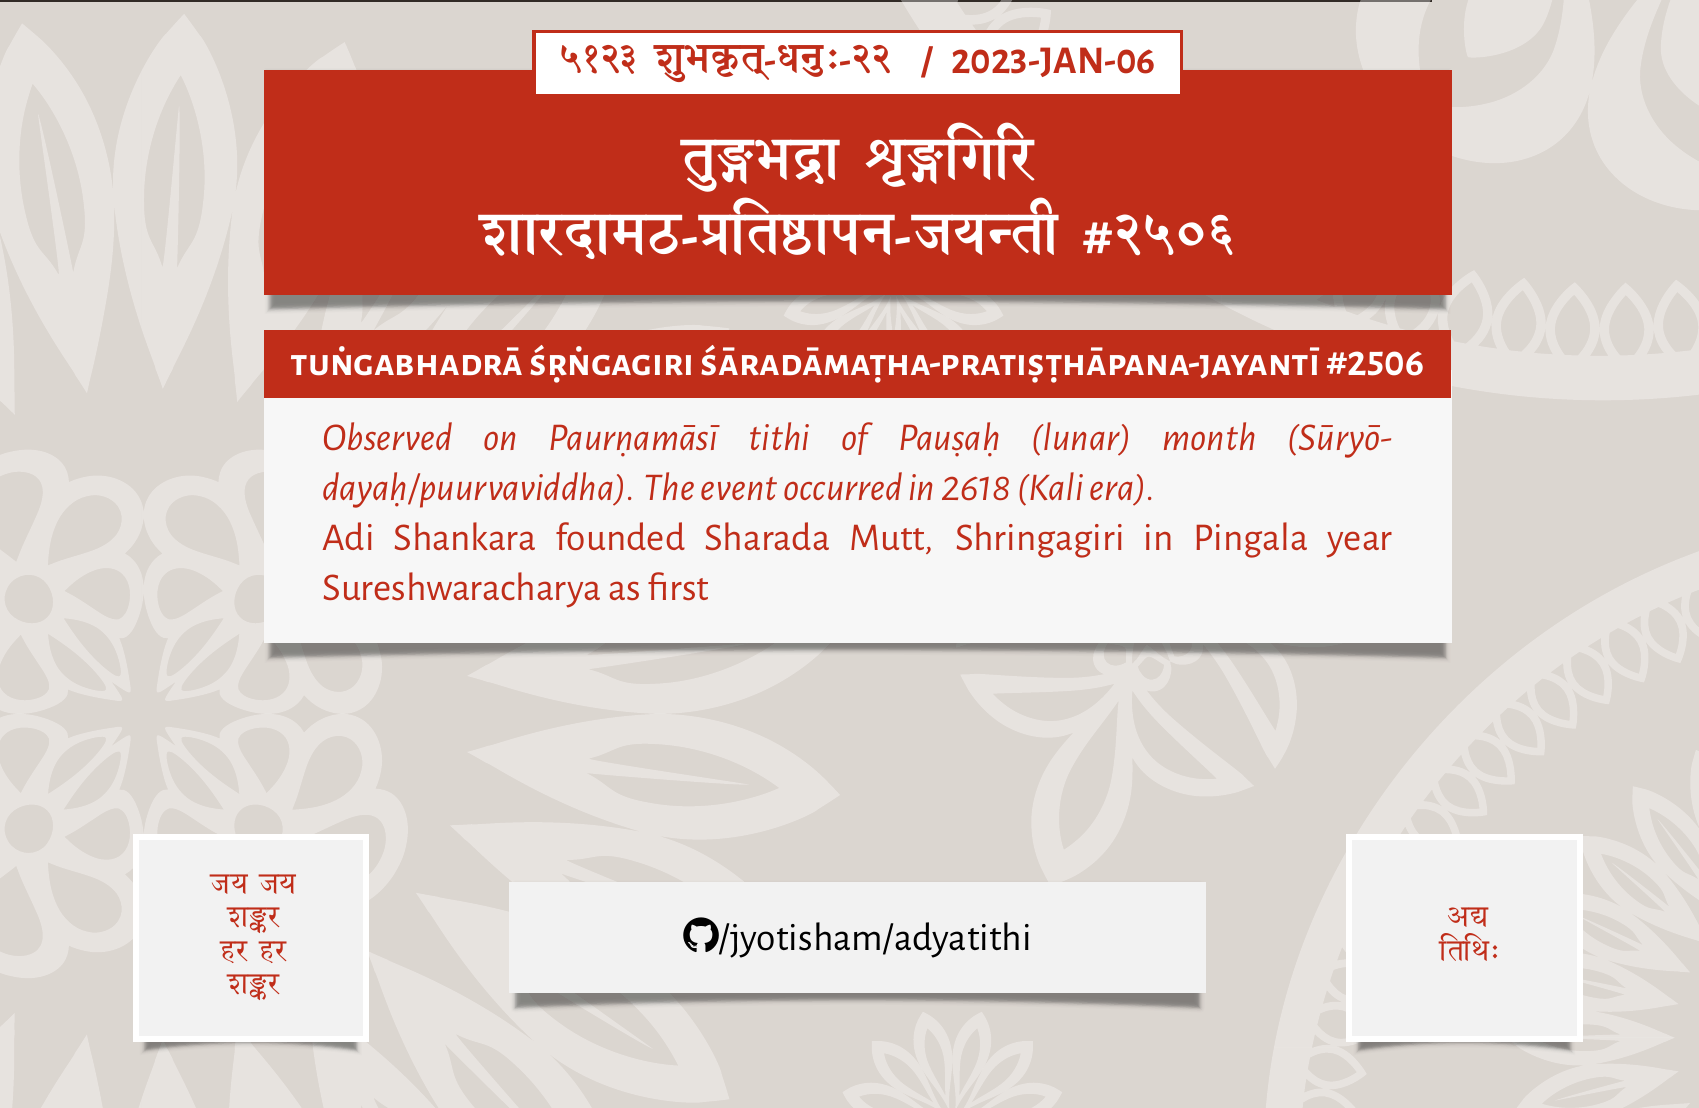 ५१२३ शुभकृत्-धनुः-२२ / 2023-JAN-06
तुङ्गभद्रा श‍ृङ्गगिरि
शारदामठ-प्रतिष्ठापन-जयन्ती #२५०६
TUṄGABHADRĀ ŚṚṄGAGIRI ŚĀRADĀMAṬHA-PRATIṢṬHĀPANA-JAYANTĪ #2506
Observed on Paurṇamāsī tithi of Pauṣaḥ (lunar) month (Sūryō-
dayaḥ/puurvaviddha). The event occurred in 2618 (Kali era).
Adi Shankara founded Sharada Mutt, Shringagiri in Pingala year
Sureshwaracharya as first
जय जय
शङ्कर
हर हर
शङ्कर
/jyotisham/adyatithi
अद्य
तिथिः